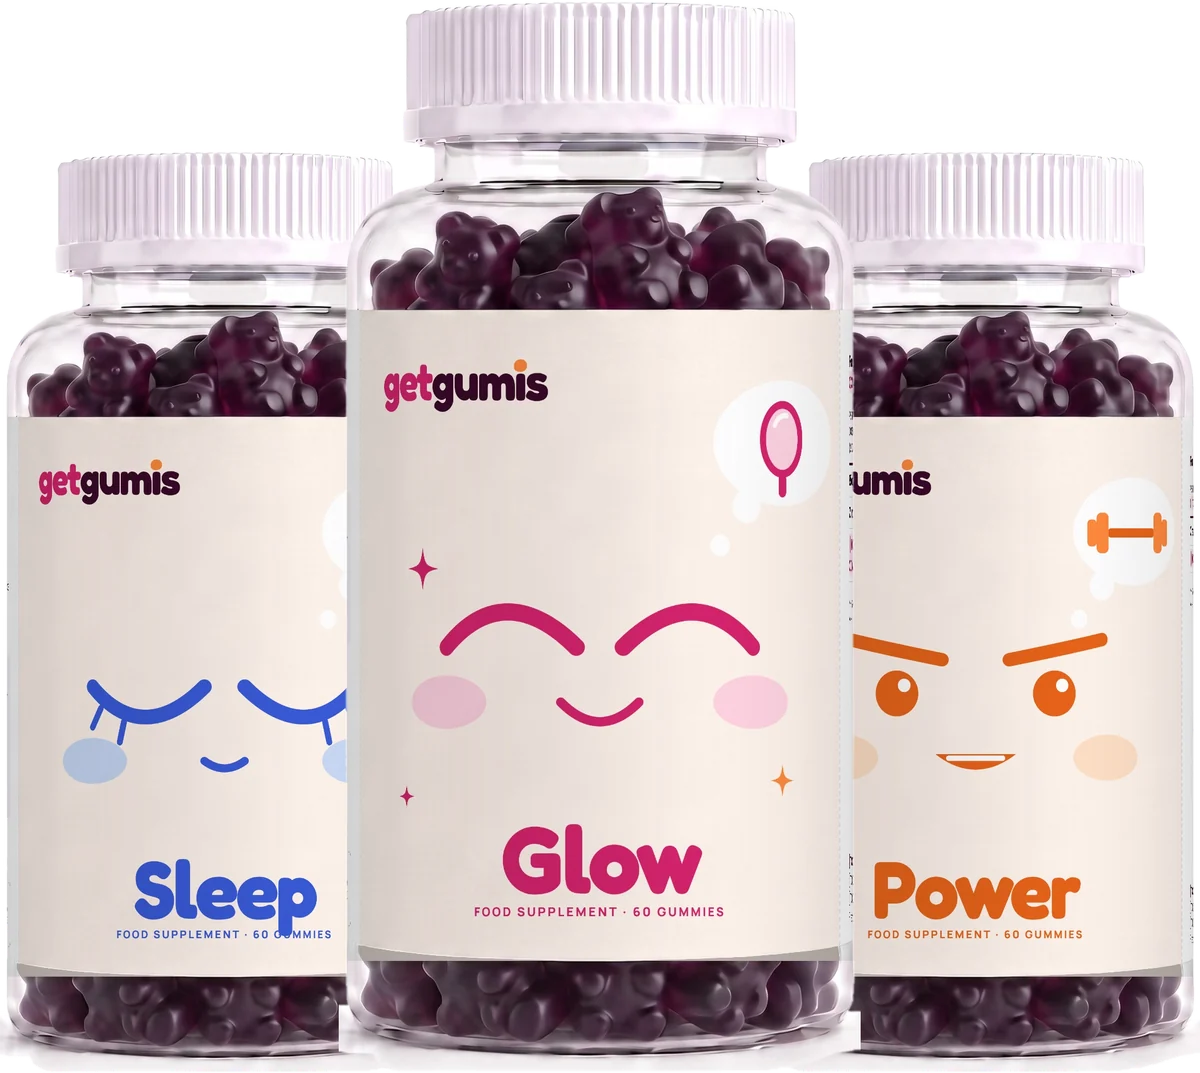 getgumis
Sleep
FOOD SUPPLEMENT · 60 GUMMIES
getgumis
Glow
FOOD SUPPLEMENT · 60 GUMMIES
umis
Power
FOOD SUPPLEMENT · 60 GUMMIES